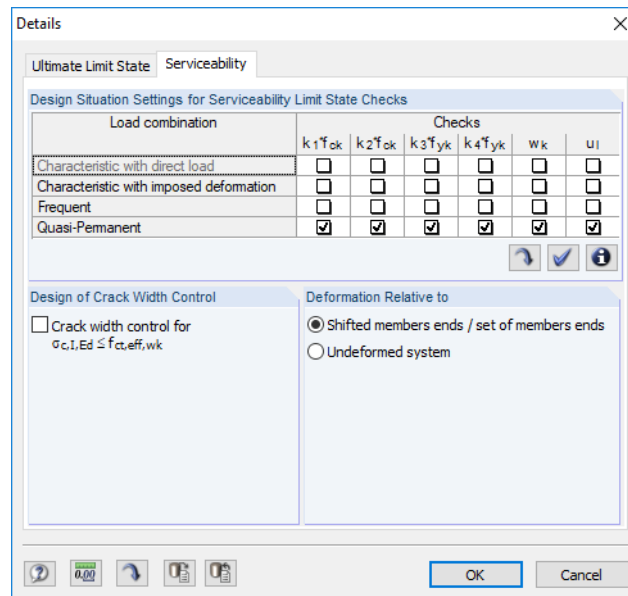 Details
Ultimate Limit State Serviceability
Design Situation Settings for Serviceability Limit State Checks
Load combination Checks
k1*fck k2*fck k3*fyk k4*fyk wk ul
Characteristic with direct load
Characteristic with imposed deformation
Frequent
Quasi-Permanent
Design of Crack Width Control
Crack width control for
σc,I,Ed ≤ fct,eff,wk
Deformation Relative to
Shifted members ends / set of members ends
Undeformed system
0.00
OK Cancel